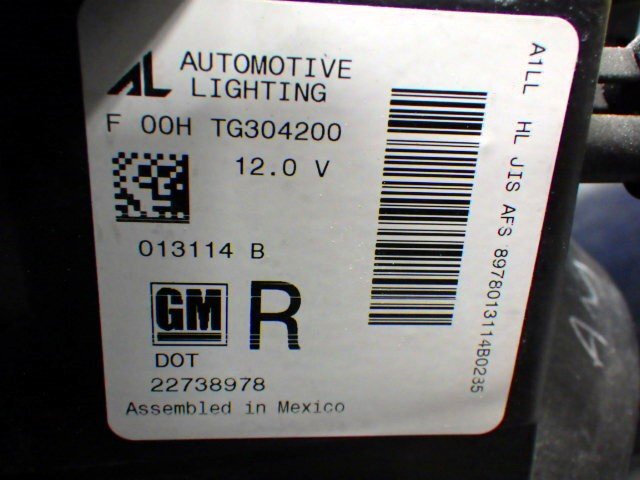 AL AUTOMOTIVE
LIGHTING
F 00H TG304200
12.0 V
013114 B
GM R
DOT
22738978
Assembled in Mexico
A1LL HL JIS AFS 8978013114B0235